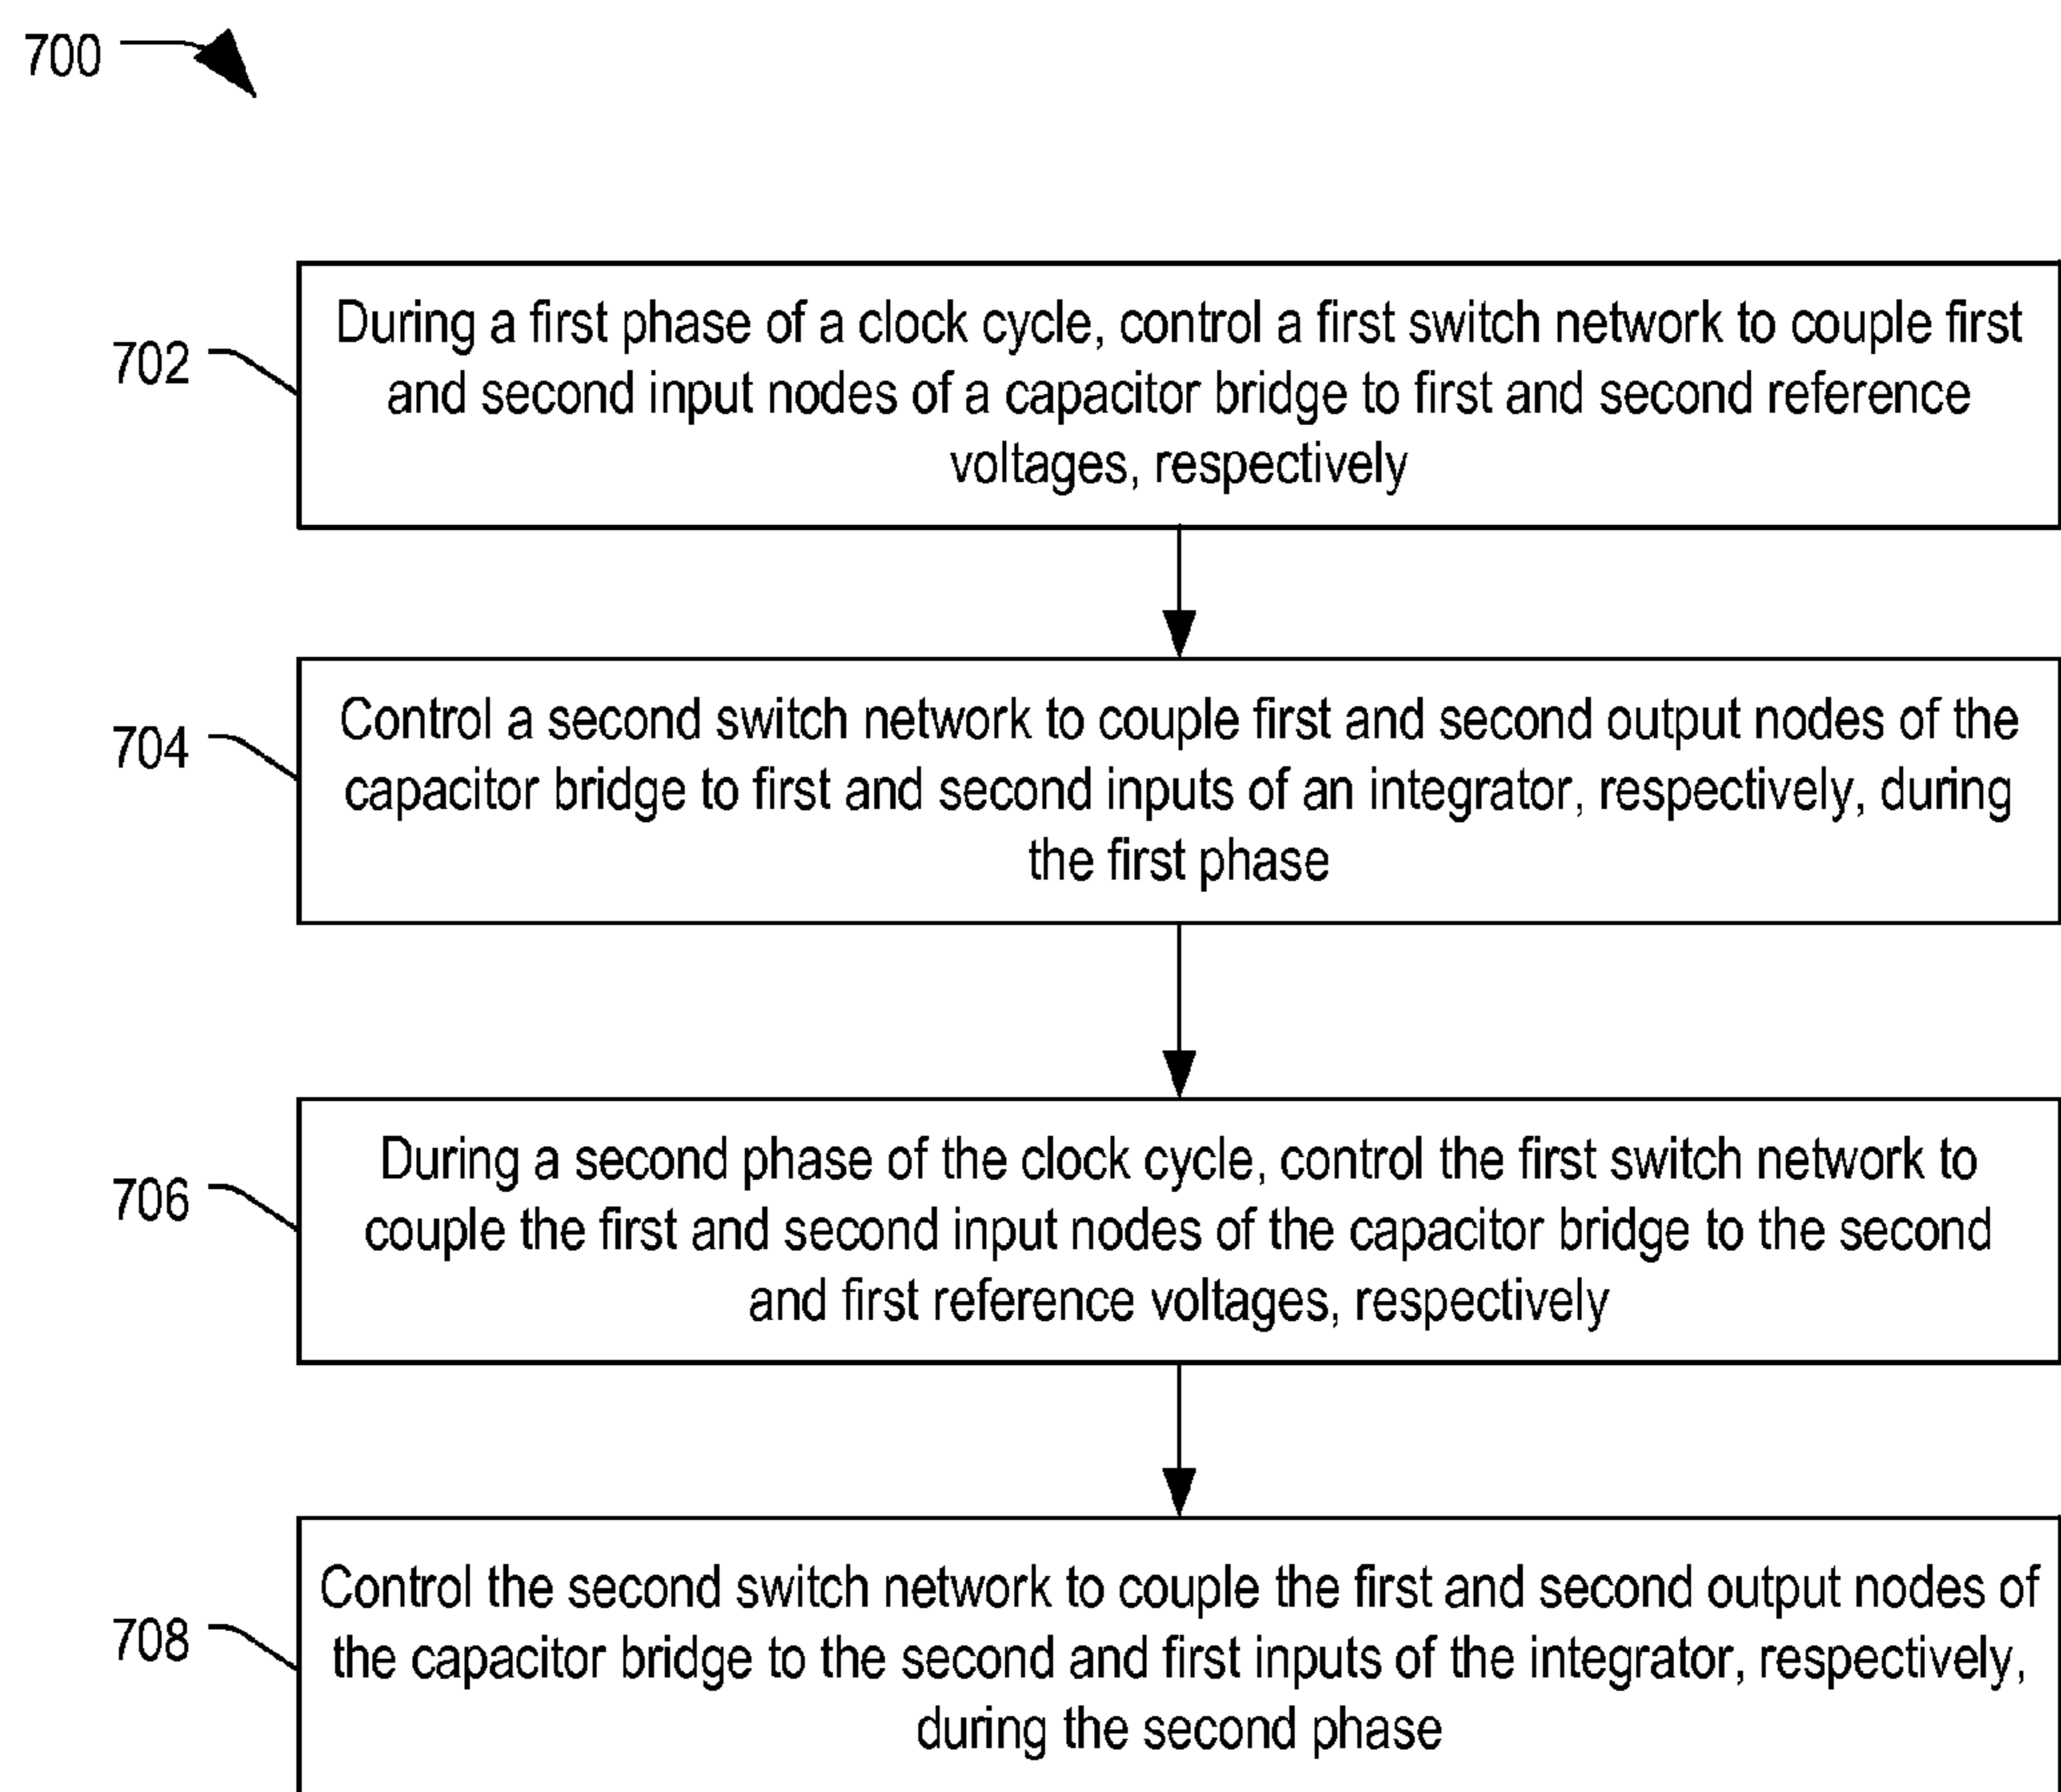 700
702
During a first phase of a clock cycle, control a first switch network to couple first
and second input nodes of a capacitor bridge to first and second reference
voltages, respectively
704
Control a second switch network to couple first and second output nodes of the
capacitor bridge to first and second inputs of an integrator, respectively, during
the first phase
706
During a second phase of the clock cycle, control the first switch network to
couple the first and second input nodes of the capacitor bridge to the second
and first reference voltages, respectively
708
Control the second switch network to couple the first and second output nodes of
the capacitor bridge to the second and first inputs of the integrator, respectively,
during the second phase